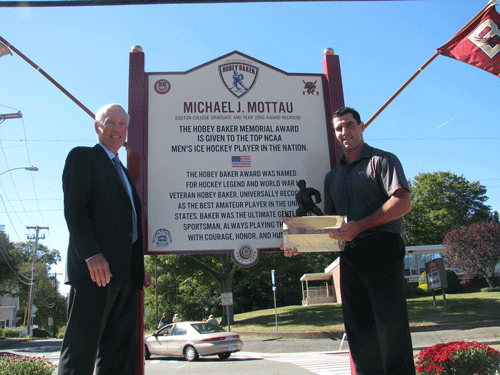 HOBEY BAKER
MICHAEL J. MOTTAU
BOSTON COLLEGE GRADUATE AND YEAR 2000 AWARD RECIPIENT
THE HOBEY BAKER MEMORIAL AWARD
IS GIVEN TO THE TOP NCAA
MEN'S ICE HOCKEY PLAYER IN THE NATION.
THE HOBEY BAKER AWARD WAS NAMED
FOR HOCKEY LEGEND AND WORLD WAR
VETERAN HOBEY BAKER. UNIVERSALLY RECO
AS THE BEST AMATEUR PLAYER IN THE UNI
STATES, BAKER WAS THE ULTIMATE GENT
SPORTSMAN, ALWAYS PLAYING TH
WITH COURAGE, HONOR, AND HU